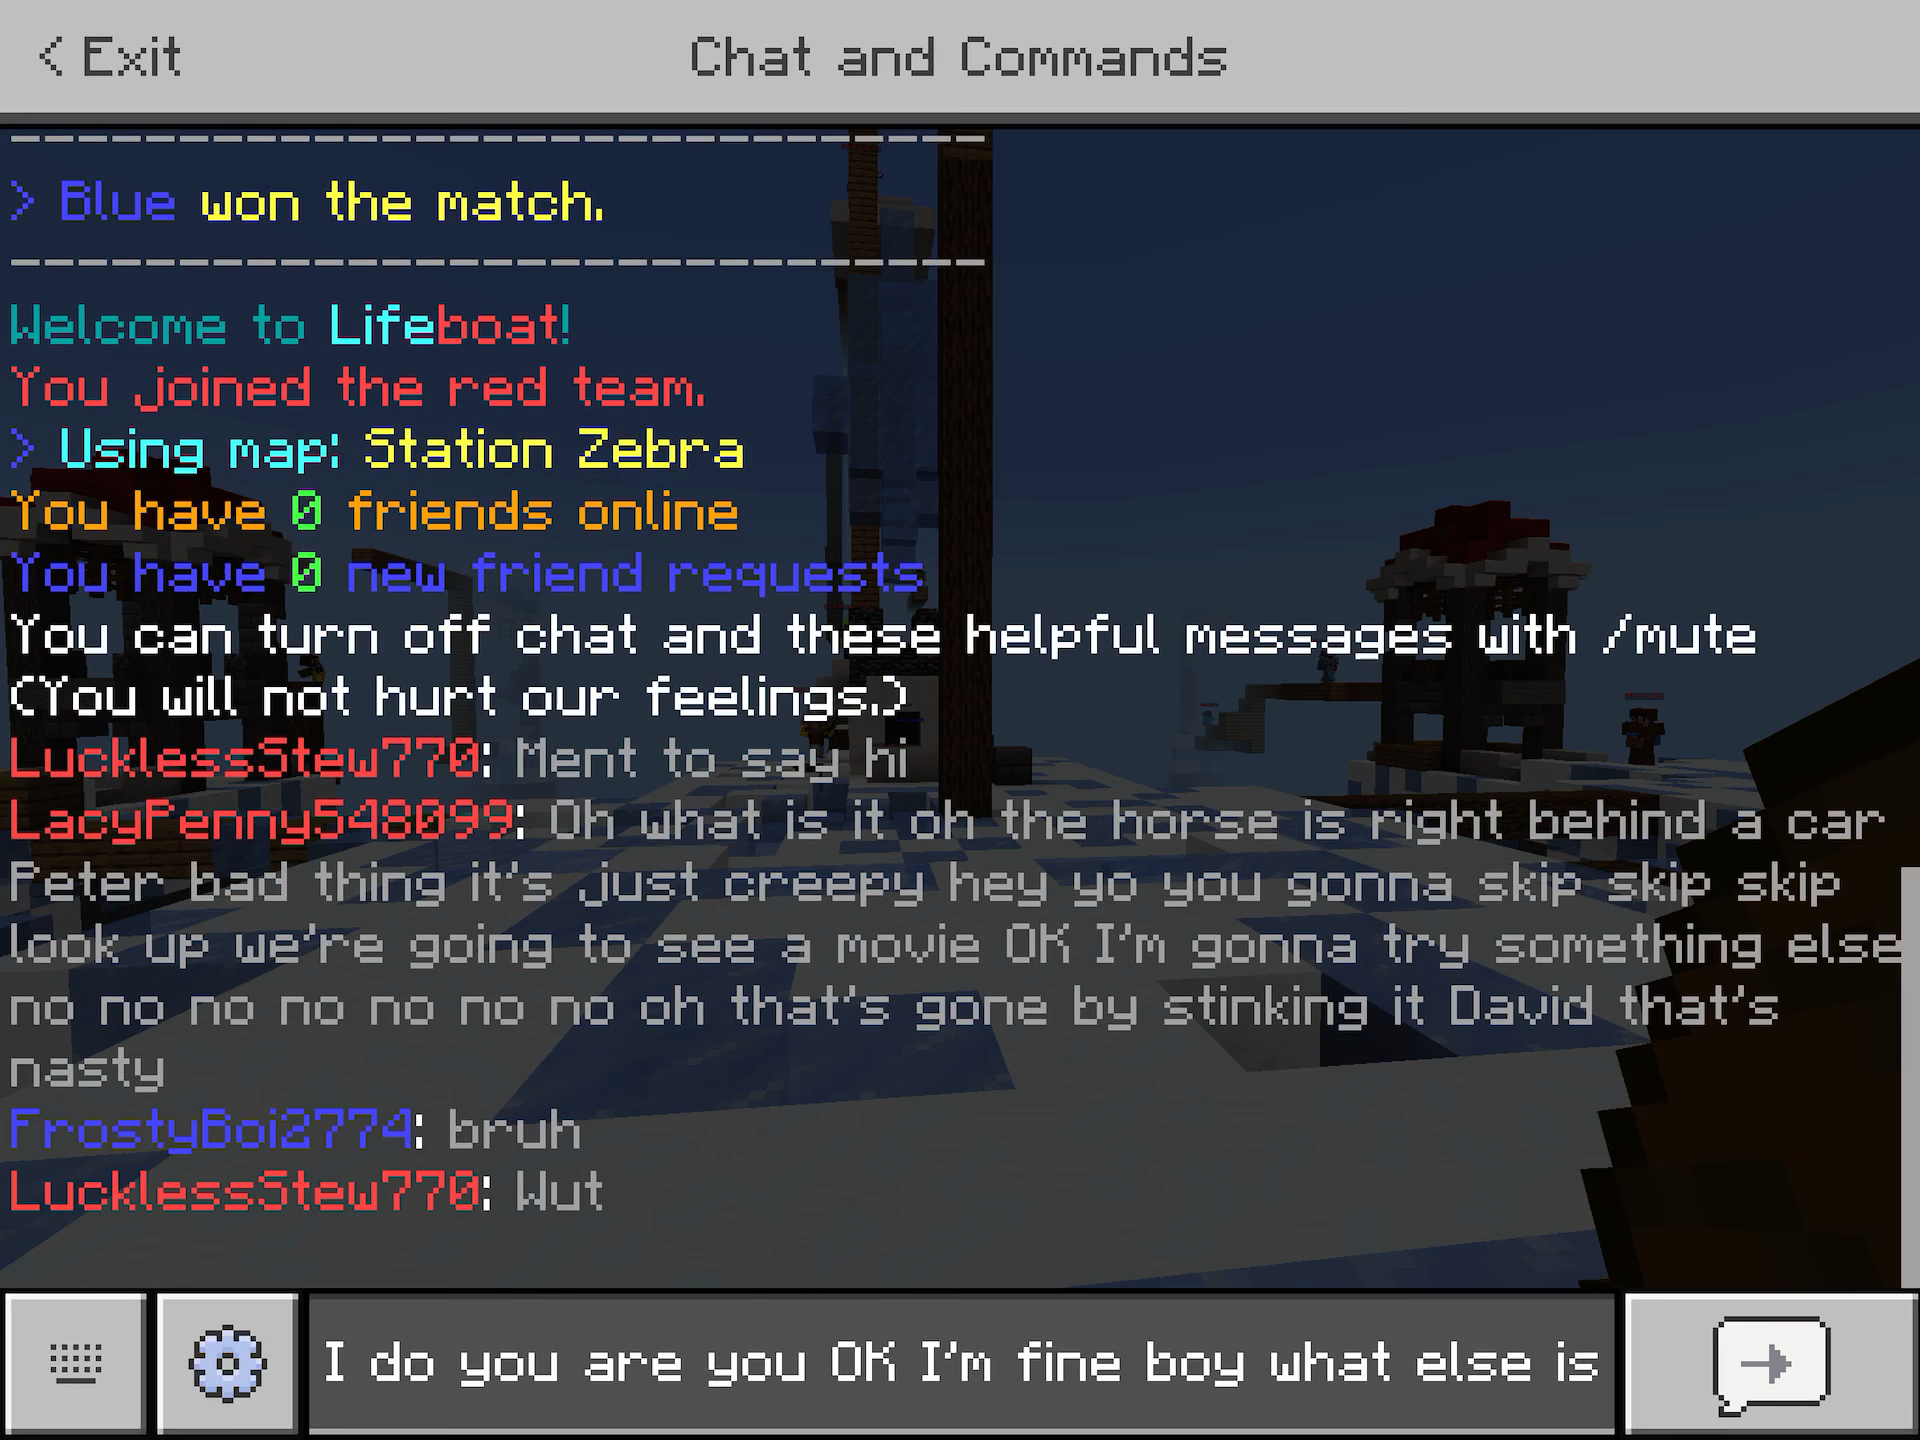 < Exit
Chat and Commands
-----------------------------
> Blue won the match.
-----------------------------
Welcome to Lifeboat!
You joined the red team.
> Using map: Station Zebra
You have 0 friends online
You have 0 new friend requests
You can turn off chat and these helpful messages with /mute
(You will not hurt our feelings.)
LucklessStew770: Ment to say hi
LacyPenny548099: Oh what is it oh the horse is right behind a car
Peter bad thing it's just creepy hey yo you gonna skip skip skip
look up we're going to see a movie OK I'm gonna try something else
no no no no no no no oh that's gone by stinking it David that's
nasty
FrostyBoi2774: bruh
LucklessStew770: Wut
I do you are you OK I'm fine boy what else is